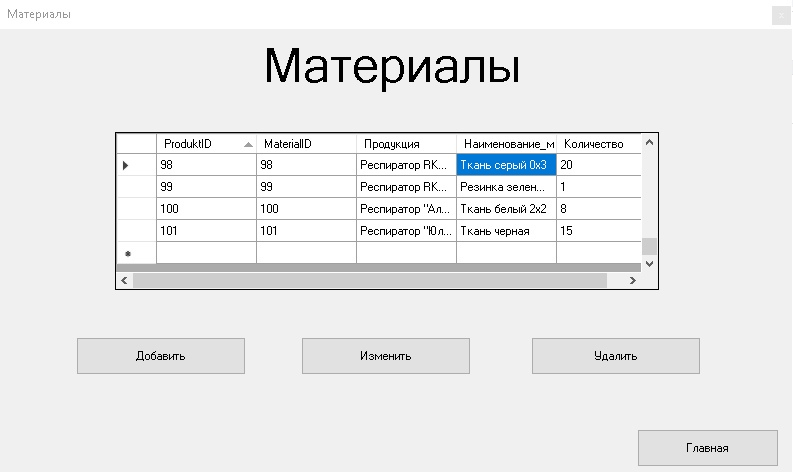 Материалы
Материалы
ProduktID MaterialID Продукция Наименование_м Количество
98 98 Респиратор RK... Ткань серый 0x3 20
99 99 Респиратор RK... Резинка зелен... 1
100 100 Респиратор "Ал... Ткань белый 2x2 8
101 101 Респиратор "Юл... Ткань черная 15
Добавить Изменить Удалить
Главная